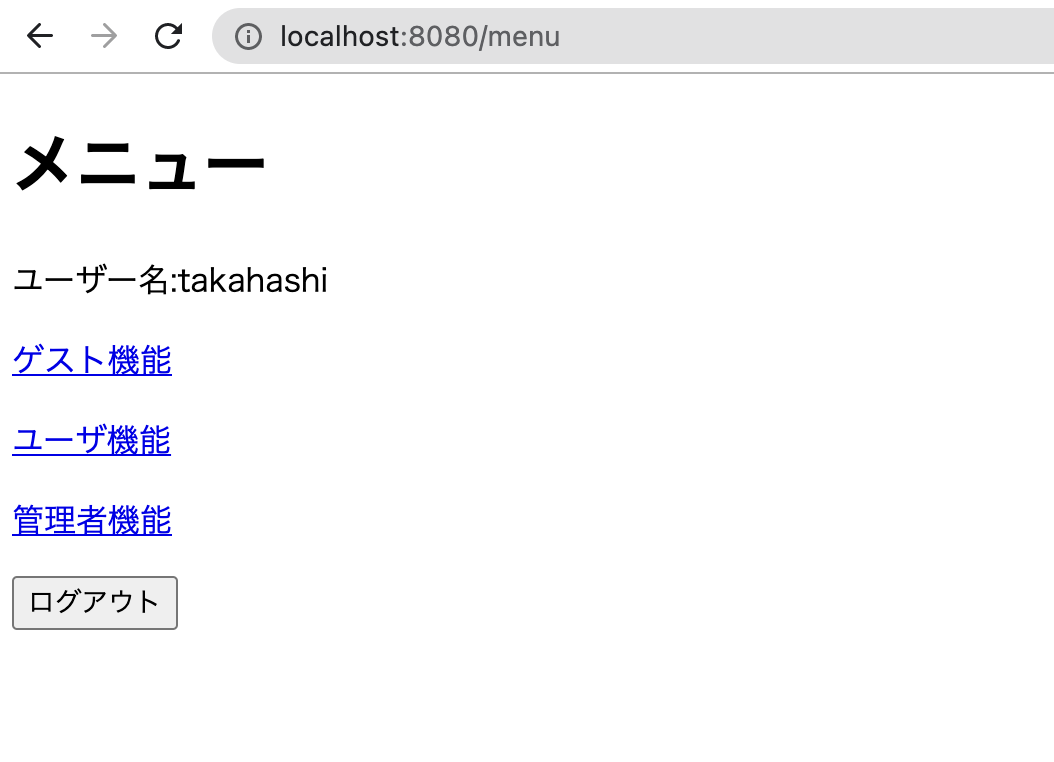 localhost:8080/menu
メニュー
ユーザー名:takahashi
ゲスト機能
ユーザ機能
管理者機能
ログアウト